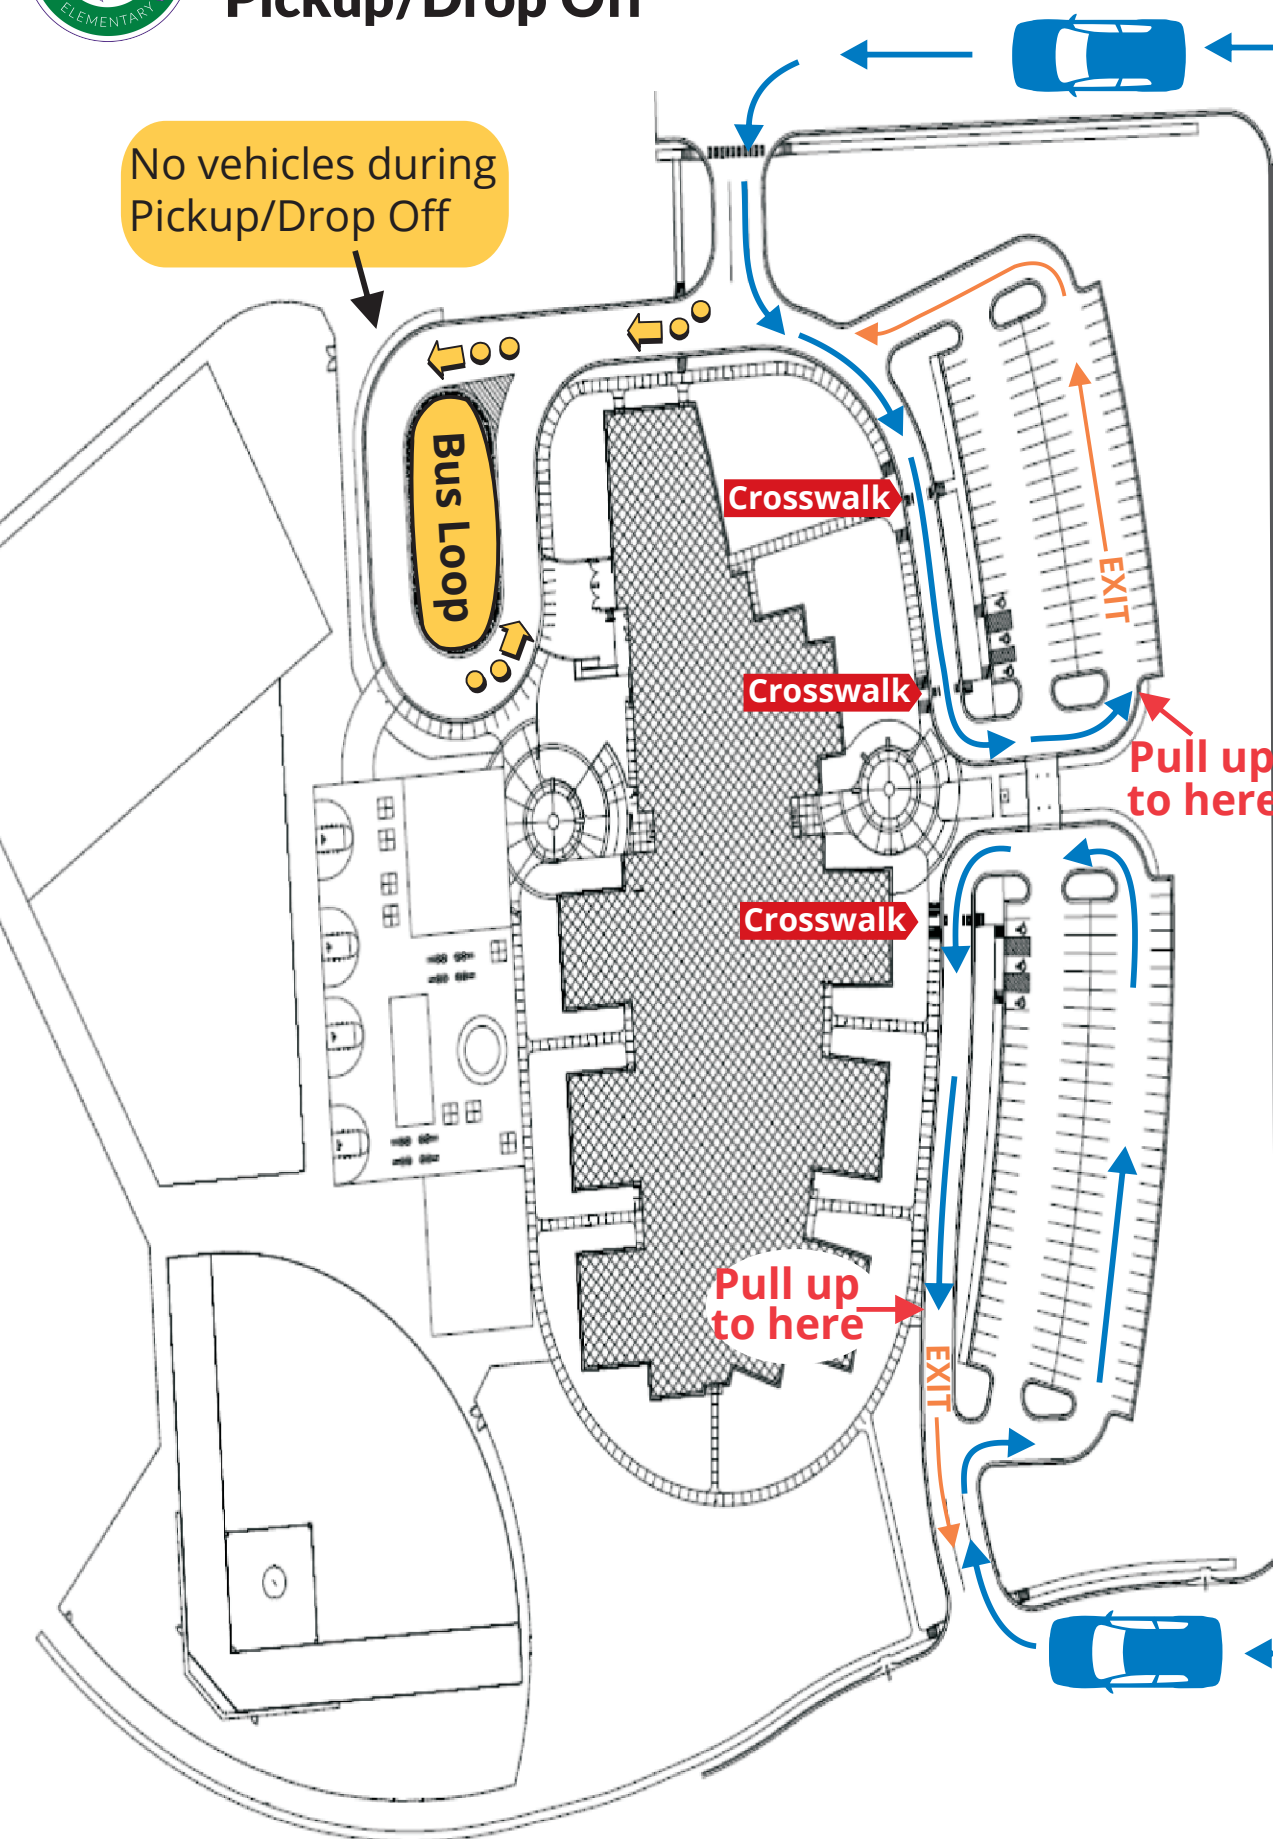 ELEMENTARY
Pickup/Drop Off
No vehicles during
Pickup/Drop Off
Bus Loop
Crosswalk
EXIT
Crosswalk
Pull up
to here
Crosswalk
Pull up
to here
EXIT